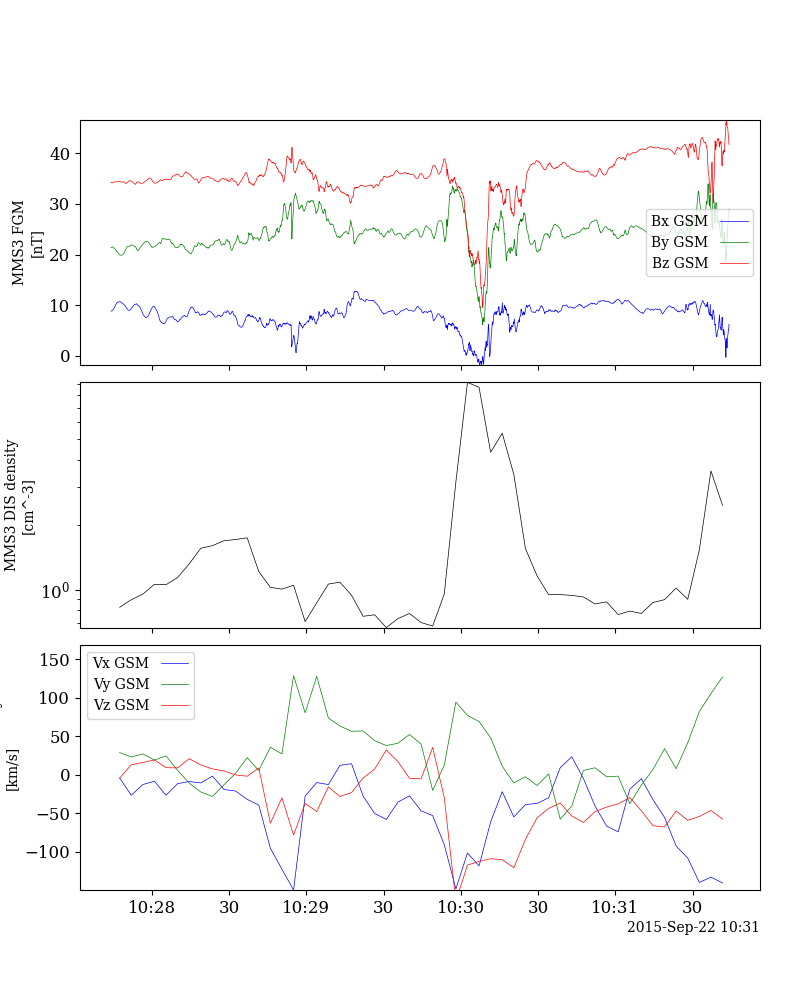 MMS3 FGM
[nT]
40
30
20
10
0
Bx GSM
By GSM
Bz GSM
MMS3 DIS density
[cm^-3]
10^0
150
100
50
0
−50
−100
[km/s]
Vx GSM
Vy GSM
Vz GSM
10:28 30 10:29 30 10:30 30 10:31 30
2015-Sep-22 10:31